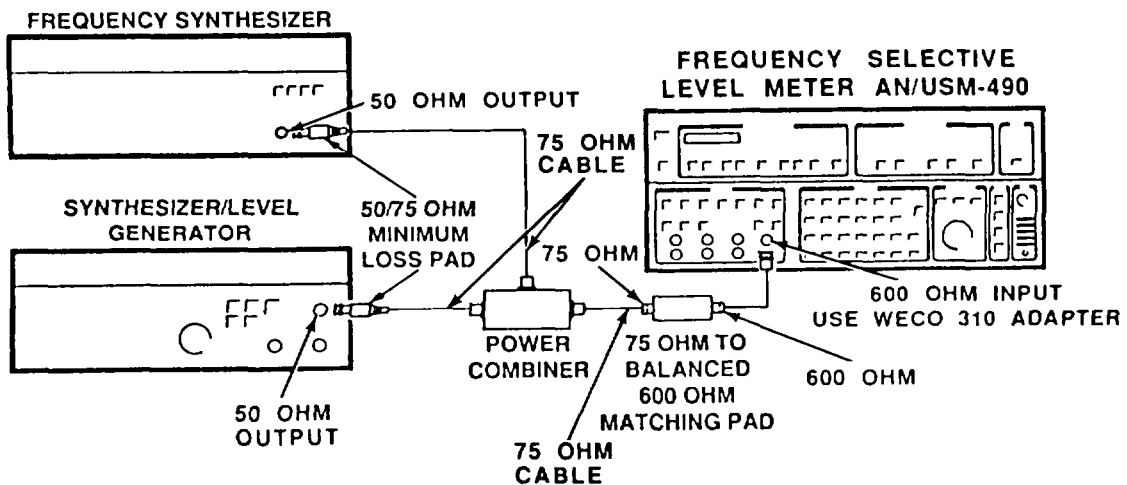 FREQUENCY SYNTHESIZER
50 OHM OUTPUT
FREQUENCY SELECTIVE
LEVEL METER AN/USM-490
75 OHM
CABLE
SYNTHESIZER/LEVEL
GENERATOR
50/75 OHM
MINIMUM
LOSS PAD
75 OHM
600 OHM INPUT
USE WECO 310 ADAPTER
POWER
COMBINER
75 OHM TO
BALANCED
600 OHM
MATCHING PAD
600 OHM
50 OHM
OUTPUT
75 OHM
CABLE